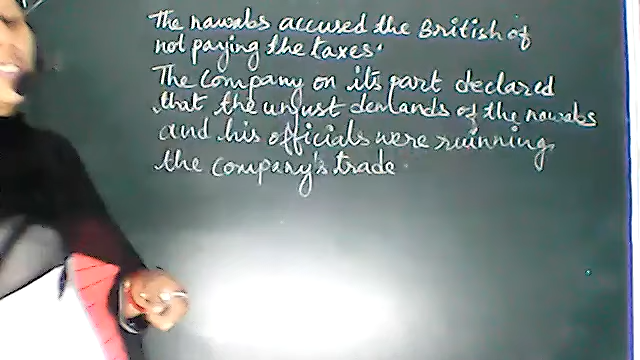 The nawabs accused the British of
not paying the taxes.
The Company on its part declared
that the unjust demands of the nawabs
and his officials were ruinning
the company's trade